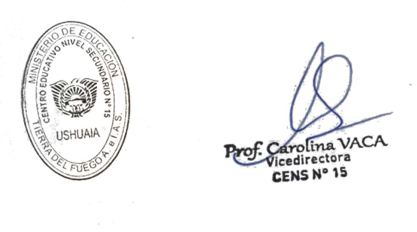 MINISTERIO DE EDUCACIÓN
CENTRO EDUCATIVO NIVEL SECUNDARIO Nº 15
USHUAIA
TIERRA DEL FUEGO A. e I.A.S.
Prof. Carolina VACA
Vicedirectora
CENS Nº 15